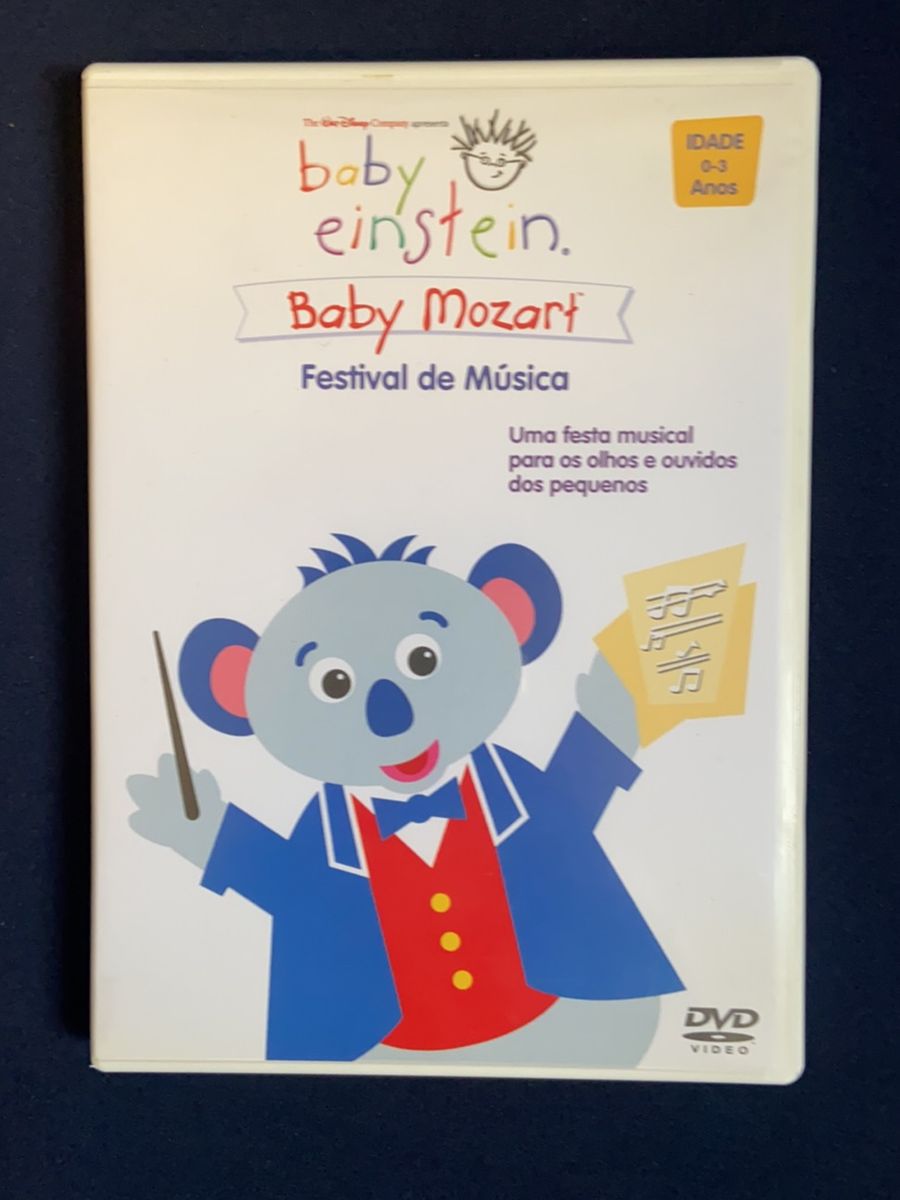 The Walt Disney Company apresenta
baby
einstein.
IDADE
0-3
Anos
Baby Mozart™
Festival de Música
Uma festa musical
para os olhos e ouvidos
dos pequenos
DVD
VIDEO